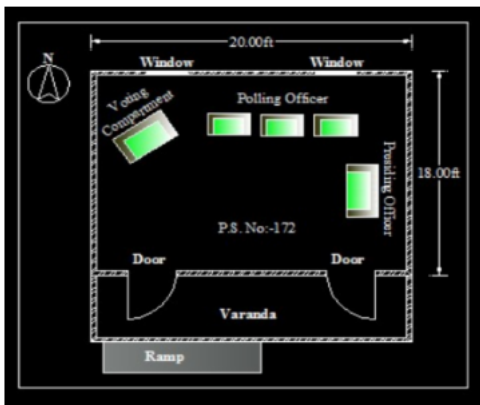 20.00ft
N
Window
Window
Voting
Compartment
Polling Officer
Presiding Officer
18.00ft
P.S. No:-172
Door
Door
Varanda
Ramp